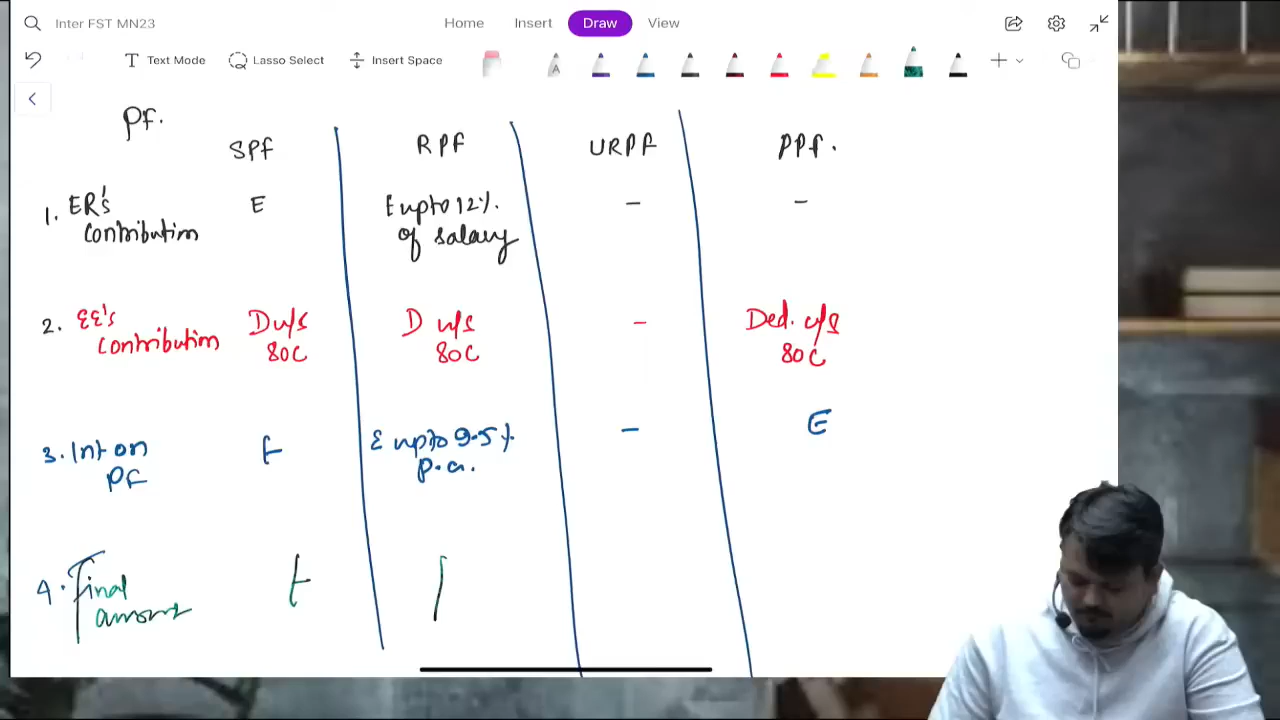 Inter FST MN23
Home Insert Draw View
Text Mode Lasso Select Insert Space
A
Pf.
SPf RPF URPF PPf.
1. ER's contribution E E upto 12%. of salary - -
2. EE's contribution D u/s 80C D u/s 80C - Ded. u/s 80C
3. Int on PF E E upto 9.5% p.a. - E
4. Final amount E